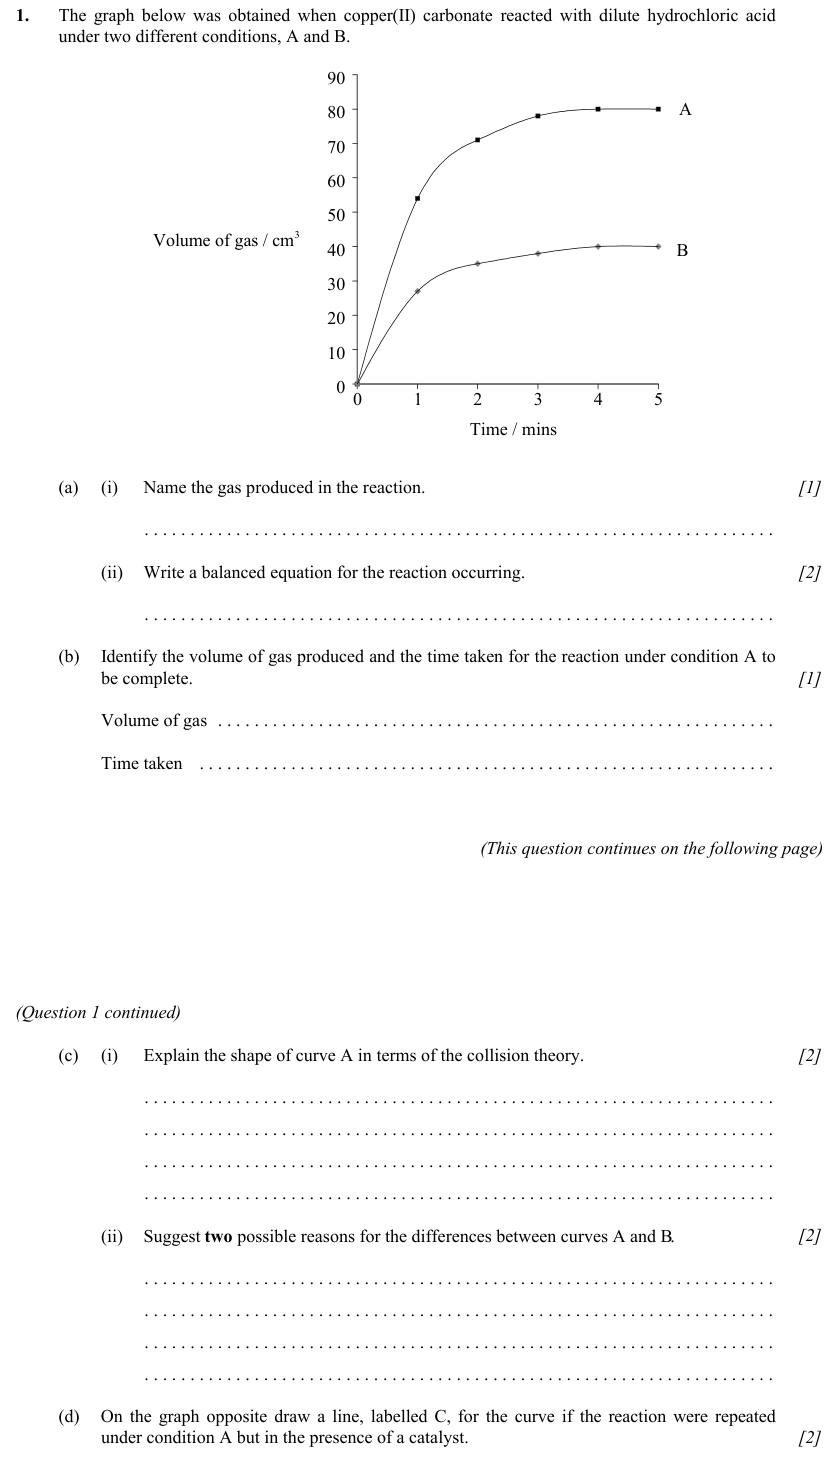 1. The graph below was obtained when copper(II) carbonate reacted with dilute hydrochloric acid
under two different conditions, A and B.
90
80
70
60
50
40
30
20
10
0
Volume of gas / cm³
A
B
0 1 2 3 4 5
Time / mins
(a) (i) Name the gas produced in the reaction. [1]
(ii) Write a balanced equation for the reaction occurring. [2]
(b) Identify the volume of gas produced and the time taken for the reaction under condition A to
be complete. [1]
Volume of gas
Time taken
(This question continues on the following page)
(Question 1 continued)
(c) (i) Explain the shape of curve A in terms of the collision theory. [2]
(ii) Suggest two possible reasons for the differences between curves A and B. [2]
(d) On the graph opposite draw a line, labelled C, for the curve if the reaction were repeated
under condition A but in the presence of a catalyst. [2]